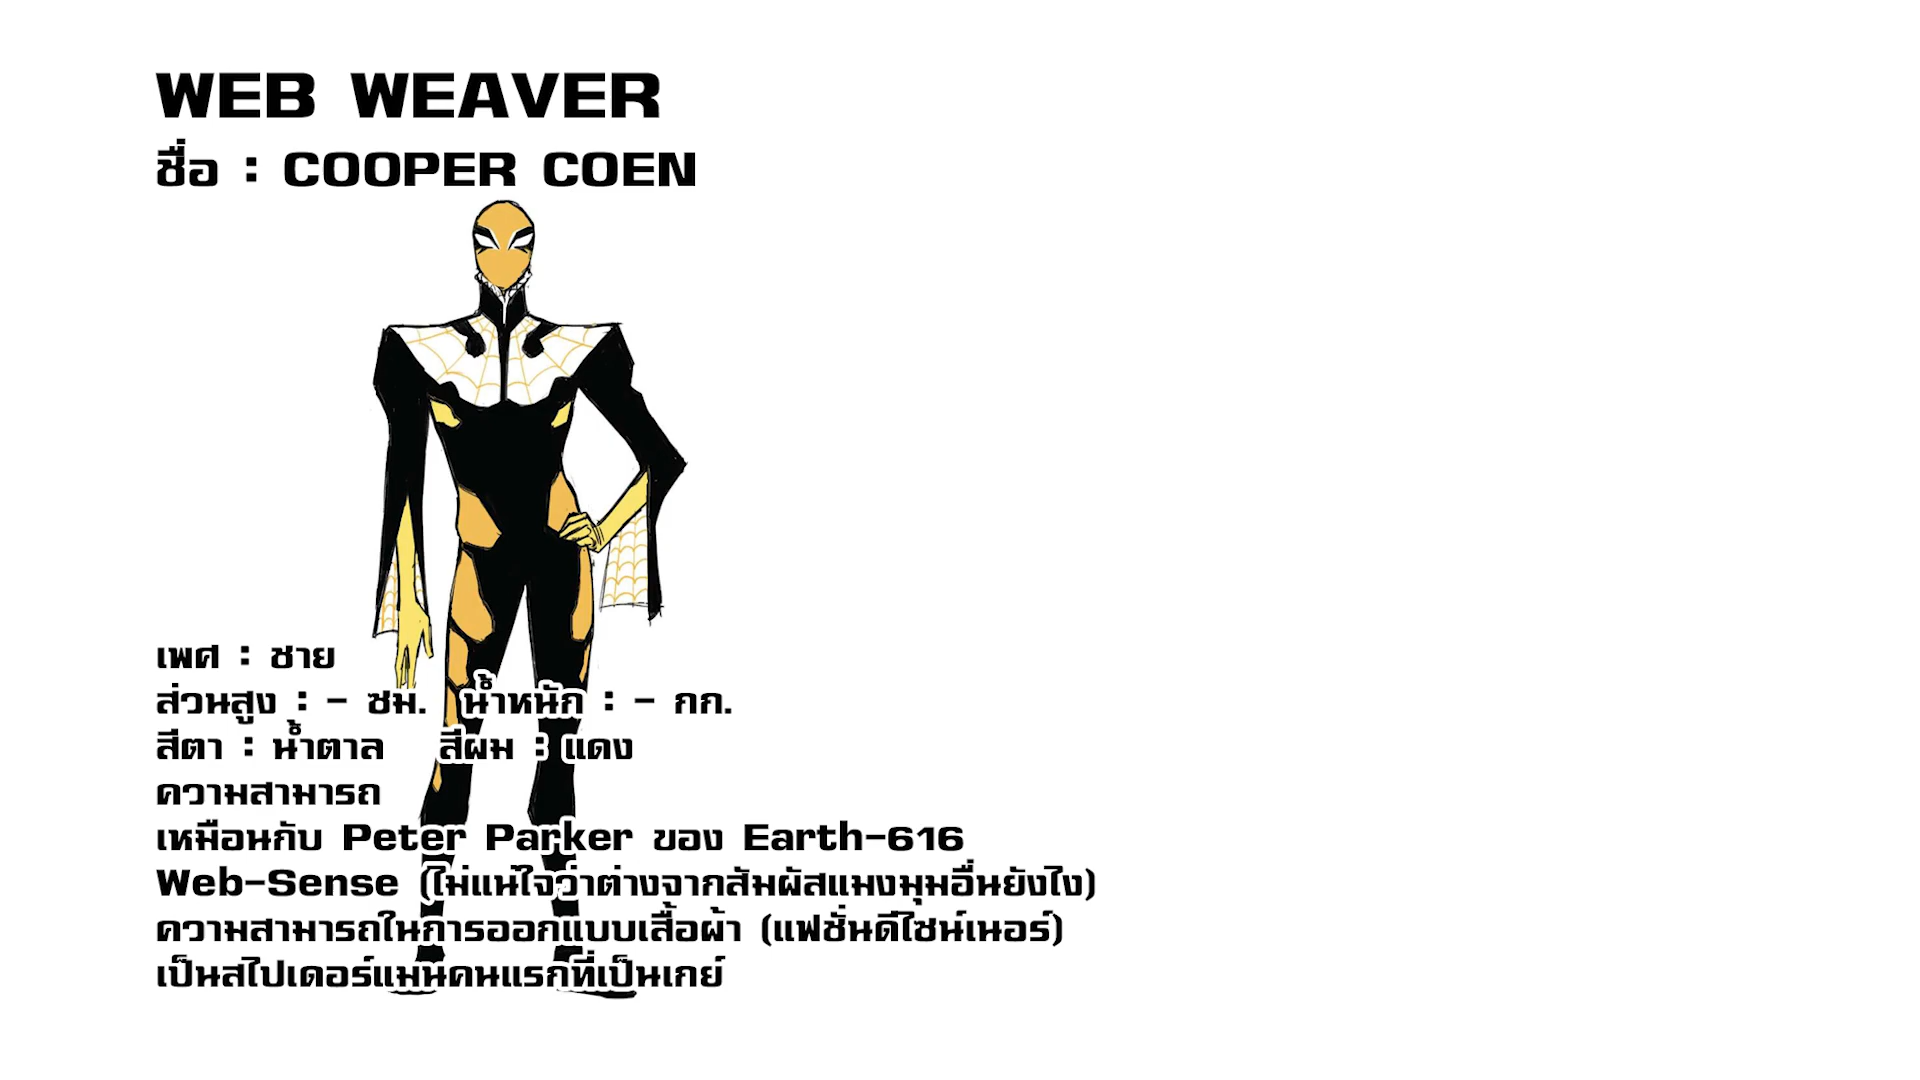 WEB WEAVER
ชื่อ : COOPER COEN
เพศ : ชาย
ส่วนสูง : - ซม. น้ำหนัก : - กก.
สีตา : น้ำตาล สีผม : แดง
ความสามารถ
เหมือนกับ Peter Parker ของ Earth-616
Web-Sense (ไม่แน่ใจว่าต่างจากสัมผัสแมงมุมอื่นยังไง)
ความสามารถในการออกแบบเสื้อผ้า (แฟชั่นดีไซน์เนอร์)
เป็นสไปเดอร์แมนคนแรกที่เป็นเกย์